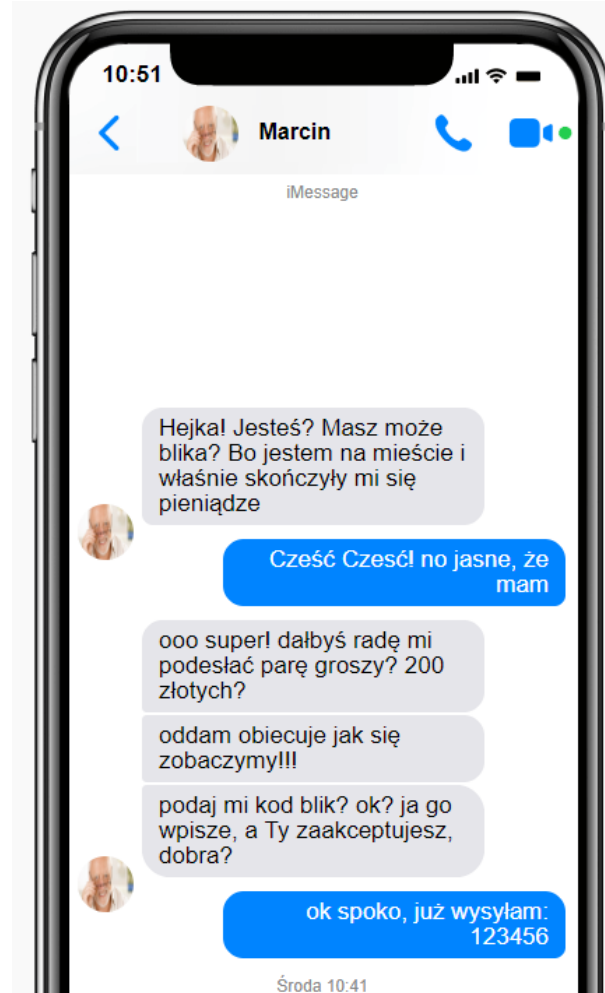 10:51
Marcin
iMessage
Hejka! Jesteś? Masz może
blika? Bo jestem na mieście i
właśnie skończyły mi się
pieniądze
Cześć Czesć! no jasne, że
mam
ooo super! dałbyś radę mi
podesłać parę groszy? 200
złotych?
oddam obiecuje jak się
zobaczymy!!!
podaj mi kod blik? ok? ja go
wpisze, a Ty zaakceptujesz,
dobra?
ok spoko, już wysyłam:
123456
Środa 10:41